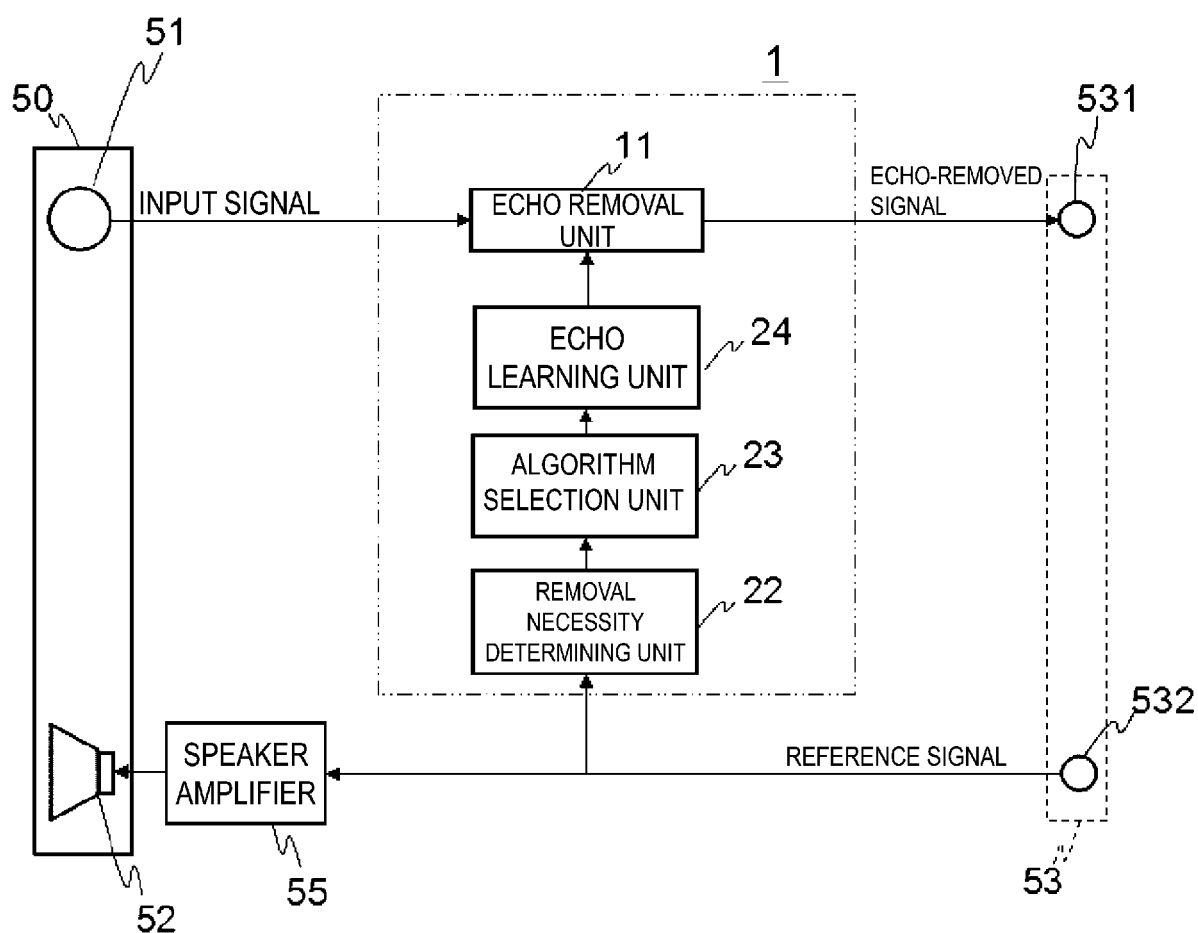 51
1
50
531
11
ECHO-REMOVED
SIGNAL
INPUT SIGNAL
ECHO REMOVAL
UNIT
ECHO
LEARNING UNIT
24
ALGORITHM
SELECTION UNIT
23
REMOVAL
NECESSITY
DETERMINING UNIT
22
532
SPEAKER
AMPLIFIER
REFERENCE SIGNAL
52
55
53